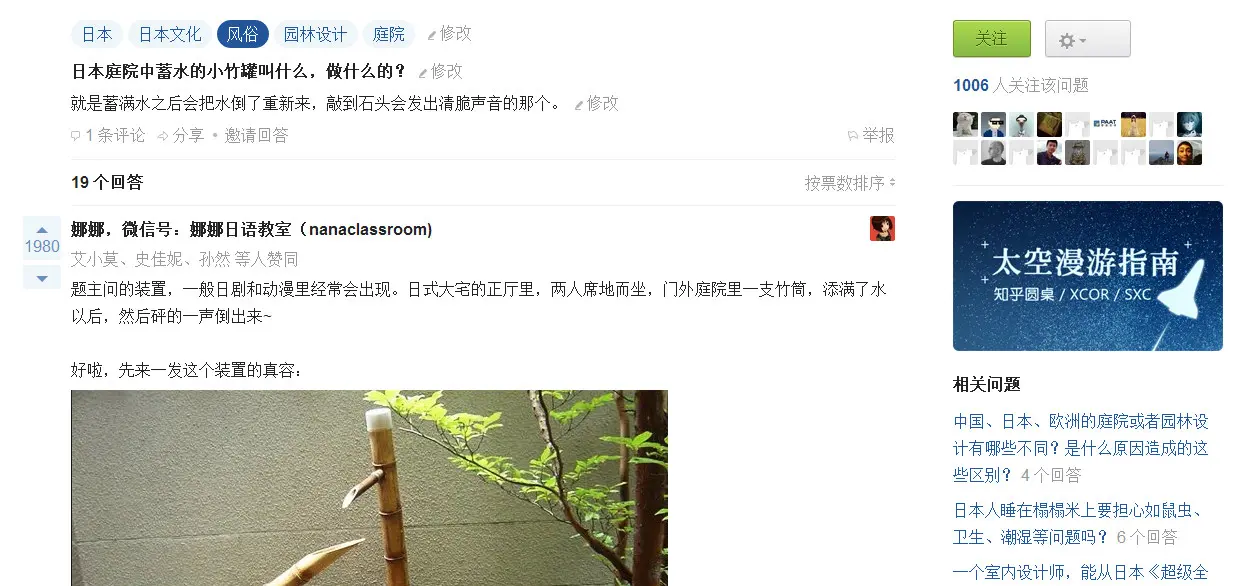 日本 日本文化 风俗 园林设计 庭院 修改
日本庭院中蓄水的小竹罐叫什么，做什么的？ 修改
就是蓄满水之后会把水倒了重新来，敲到石头会发出清脆声音的那个。 修改
1 条评论 分享 • 邀请回答 举报
19 个回答 按票数排序
1980
娜娜，微信号：娜娜日语教室（nanaclassroom)
艾小莫、史佳妮、孙然 等人赞同
题主问的装置，一般日剧和动漫里经常会出现。日式大宅的正厅里，两人席地而坐，门外庭院里一支竹筒，添满了水
以后，然后砰的一声倒出来~
好啦，先来一发这个装置的真容：
关注
1006 人关注该问题
PAAT
太空漫游指南
知乎圆桌 / XCOR / SXC
相关问题
中国、日本、欧洲的庭院或者园林设
计有哪些不同？是什么原因造成的这
些区别？ 4 个回答
日本人睡在榻榻米上要担心如鼠虫、
卫生、潮湿等问题吗？ 6 个回答
一个室内设计师，能从日本《超级全